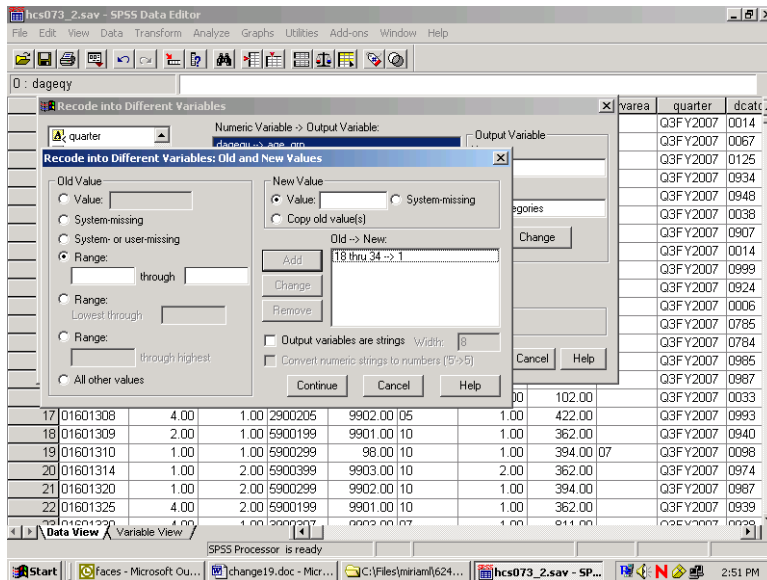 hcs073_2.sav - SPSS Data Editor
File Edit View Data Transform Analyze Graphs Utilities Add-ons Window Help
0 : dageqy
Recode into Different Variables
quarter
Numeric Variable -> Output Variable:
Output Variable
Change
Cancel Help
Recode into Different Variables: Old and New Values
Old Value
Value:
System-missing
System- or user-missing
Range:
through
Range:
Lowest through
Range:
through highest
All other values
New Value
Value: System-missing
Copy old value(s)
Old --> New:
Add
18 thru 34 --> 1
Change
Remove
Output variables are strings Width: 8
Convert numeric strings to numbers ('5'->5)
Continue Cancel Help
quarter dcatc
Q3FY2007 0014
Q3FY2007 0067
Q3FY2007 0125
Q3FY2007 0934
Q3FY2007 0948
Q3FY2007 0038
Q3FY2007 0907
Q3FY2007 0014
Q3FY2007 0999
Q3FY2007 0924
Q3FY2007 0006
Q3FY2007 0785
Q3FY2007 0784
Q3FY2007 0985
Q3FY2007 0987
102.00 Q3FY2007 0033
17 01601308 4.00 1.00 2900205 9902.00 05 1.00 422.00 Q3FY2007 0993
18 01601309 2.00 1.00 5900199 9901.00 10 1.00 362.00 Q3FY2007 0940
19 01601310 1.00 1.00 5900299 98.00 10 1.00 394.00 07 Q3FY2007 0098
20 01601314 1.00 2.00 5900399 9903.00 10 2.00 362.00 Q3FY2007 0974
21 01601320 1.00 2.00 5900299 9902.00 10 1.00 394.00 Q3FY2007 0987
22 01601325 4.00 2.00 5900199 9901.00 10 1.00 362.00 Q3FY2007 0939
Data View Variable View
SPSS Processor is ready
Start faces - Microsoft Ou... change19.doc - Micr... C:\Files\miriaml\624... hcs073_2.sav - SP... 2:51 PM